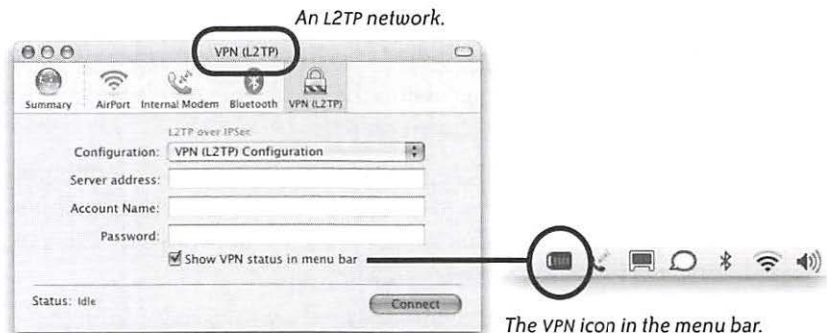 An L2TP network.
VPN (L2TP)
Summary AirPort Internal Modem Bluetooth VPN (L2TP)
L2TP over IPSec
Configuration: VPN (L2TP) Configuration
Server address:
Account Name:
Password:
Show VPN status in menu bar
Status: Idle
Connect
The VPN icon in the menu bar.